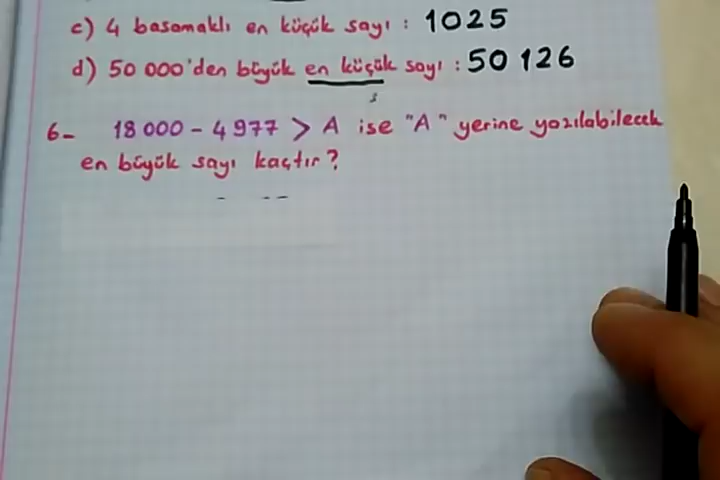 c) 4 basamaklı en küçük sayı : 1025
d) 50 000'den büyük en küçük sayı : 50 126
6- 18 000 - 4 977 > A ise "A" yerine yazılabilecek
en büyük sayı kaçtır?